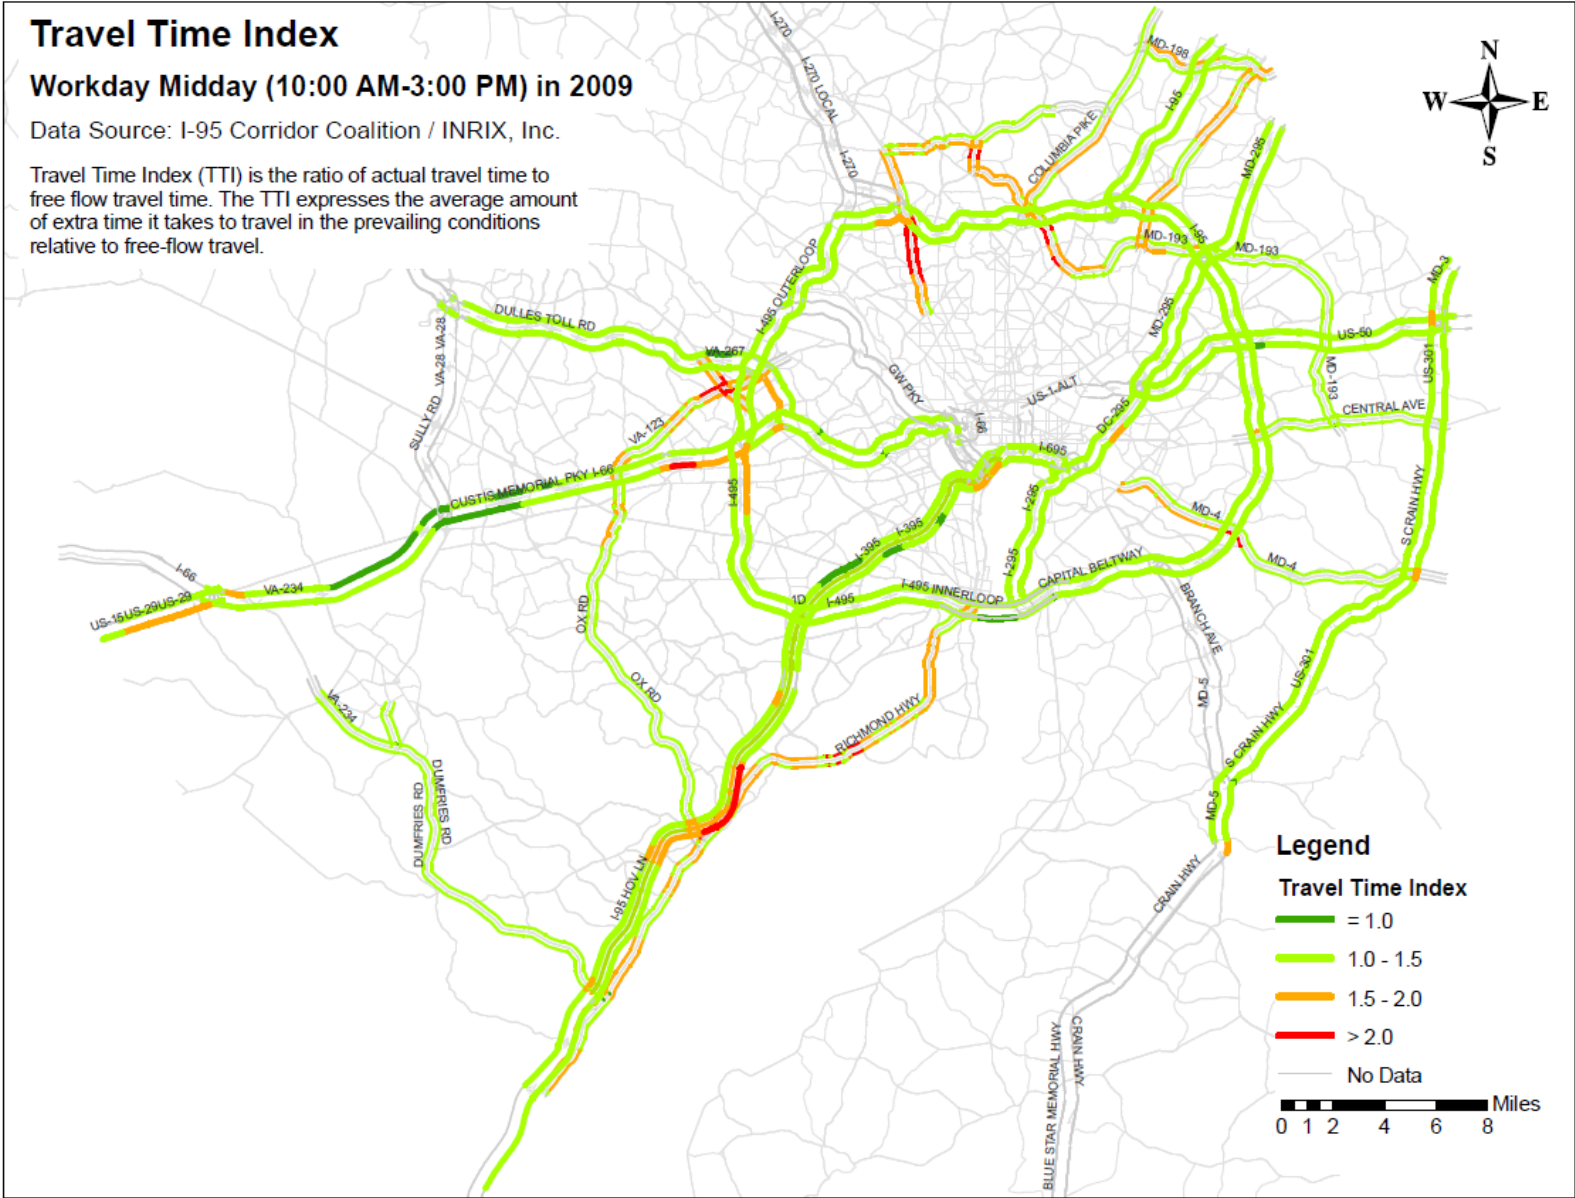 Travel Time Index
Workday Midday (10:00 AM-3:00 PM) in 2009
Data Source: I-95 Corridor Coalition / INRIX, Inc.
Travel Time Index (TTI) is the ratio of actual travel time to
free flow travel time. The TTI expresses the average amount
of extra time it takes to travel in the prevailing conditions
relative to free-flow travel.
N
W
E
S
I-270
I-270 LOCAL
I-270
MD-198
I-95
COLUMBIA PIKE
MD-295
MD-193
I-95
MD-193
MD-3
I-495 OUTERLOOP
DULLES TOLL RD
VA-28
VA-28
VA-267
MD-295
US-50
US-301
MD-193
GW PKY
US-1-ALT
SULLY RD
VA-123
I-66
DC-295
CENTRAL AVE
I-695
CUSTIS MEMORIAL PKY I-66
I-495
I-295
S CRAIN HWY
MD-4
I-395
I-395
I-295
MD-4
CAPITAL BELTWAY
I-66
VA-234
US-15US-29US-29
1D
I-495
I-495 INNERLOOP
BRANCH AVE
OX RD
OX RD
MD-5
US-301
VA-234
RICHMOND HWY
S CRAIN HWY
DUMFRIES RD
DUMFRIES RD
MD-5
I-95 HOV LN
CRAIN HWY
BLUE STAR MEMORIAL HWY
CRAIN HWY
Legend
Travel Time Index
= 1.0
1.0 - 1.5
1.5 - 2.0
> 2.0
No Data
Miles
0 1 2 4 6 8